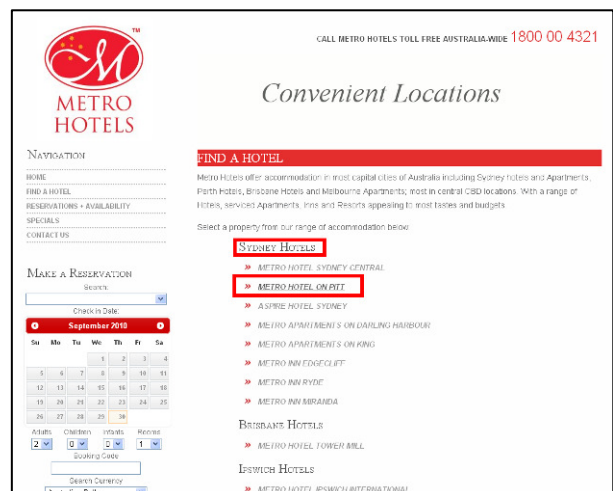 CALL METRO HOTELS TOLL FREE AUSTRALIA-WIDE 1800 00 4321
M
TM
METRO
HOTELS
Convenient Locations
NAVIGATION
HOME
FIND A HOTEL
RESERVATIONS + AVAILABILITY
SPECIALS
CONTACT US
MAKE A RESERVATION
Search:
Check in Date:
September 2010
Su Mo Tu We Th Fr Sa
1 2 3 4
5 6 7 8 9 10 11
12 13 14 15 16 17 18
19 20 21 22 23 24 25
26 27 28 29 30
Adults Children Infants Rooms
2 0 0 1
Booking Code
Search Currency
FIND A HOTEL
Metro Hotels offer accommodation in most capital cities of Australia including Sydney hotels and Apartments,
Perth Hotels, Brisbane Hotels and Melbourne Apartments; most in central CBD locations. With a range of
Hotels, serviced Apartments, Inns and Resorts appealing to most tastes and budgets
Select a property from our range of accommodation below:
SYDNEY HOTELS
» METRO HOTEL SYDNEY CENTRAL
» METRO HOTEL ON PITT
» ASPIRE HOTEL SYDNEY
» METRO APARTMENTS ON DARLING HARBOUR
» METRO APARTMENTS ON KING
» METRO INN EDGECLIFF
» METRO INN RYDE
» METRO INN MIRANDA
BRISBANE HOTELS
» METRO HOTEL TOWER MILL
IPSWICH HOTELS
» METRO HOTEL IPSWICH INTERNATIONAL